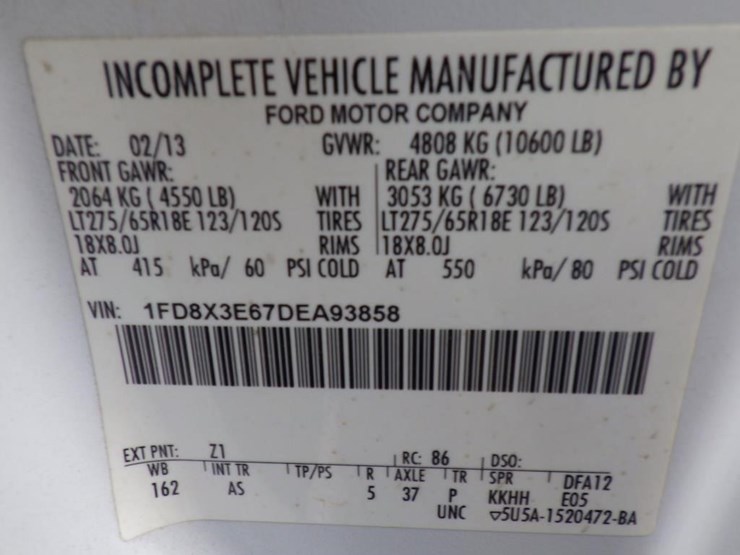 INCOMPLETE VEHICLE MANUFACTURED BY
FORD MOTOR COMPANY
DATE: 02/13 GVWR: 4808 KG (10600 LB)
FRONT GAWR: REAR GAWR:
2064 KG ( 4550 LB) WITH 3053 KG ( 6730 LB) WITH
LT275/65R18E 123/120S TIRES LT275/65R18E 123/120S TIRES
18X8.0J RIMS 18X8.0J RIMS
AT 415 kPa/ 60 PSI COLD AT 550 kPa/ 80 PSI COLD
VIN: 1FD8X3E67DEA93858
EXT PNT: Z1 RC: 86 DSO:
WB INT TR TP/PS R AXLE TR SPR DFA12
162 AS 5 37 P KKHH E05
UNC ▽5U5A-1520472-BA